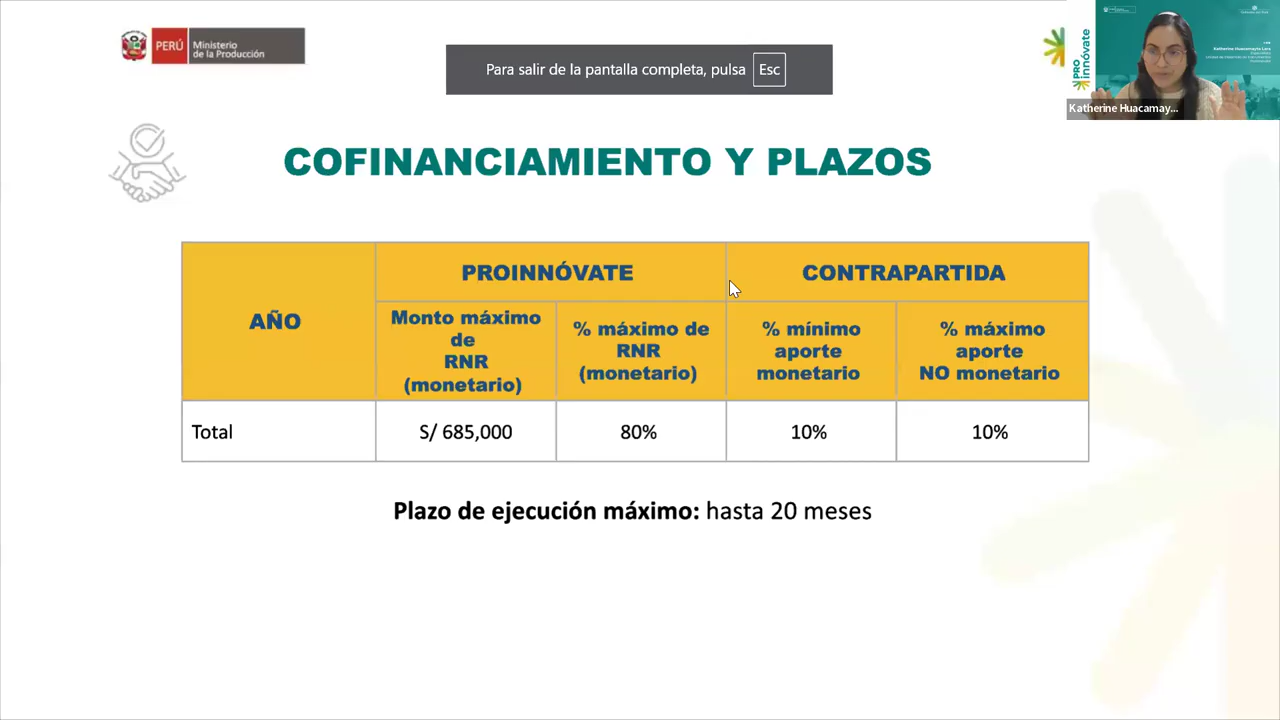 PERÚ
Ministerio
de la Producción
Para salir de la pantalla completa, pulsa Esc
PRO
innóvate
Katherine Huacamay...
COFINANCIAMIENTO Y PLAZOS
AÑO
PROINNÓVATE
CONTRAPARTIDA
Monto máximo
de
RNR
(monetario)
% máximo de
RNR
(monetario)
% mínimo
aporte
monetario
% máximo
aporte
NO monetario
Total
S/ 685,000
80%
10%
10%
Plazo de ejecución máximo: hasta 20 meses